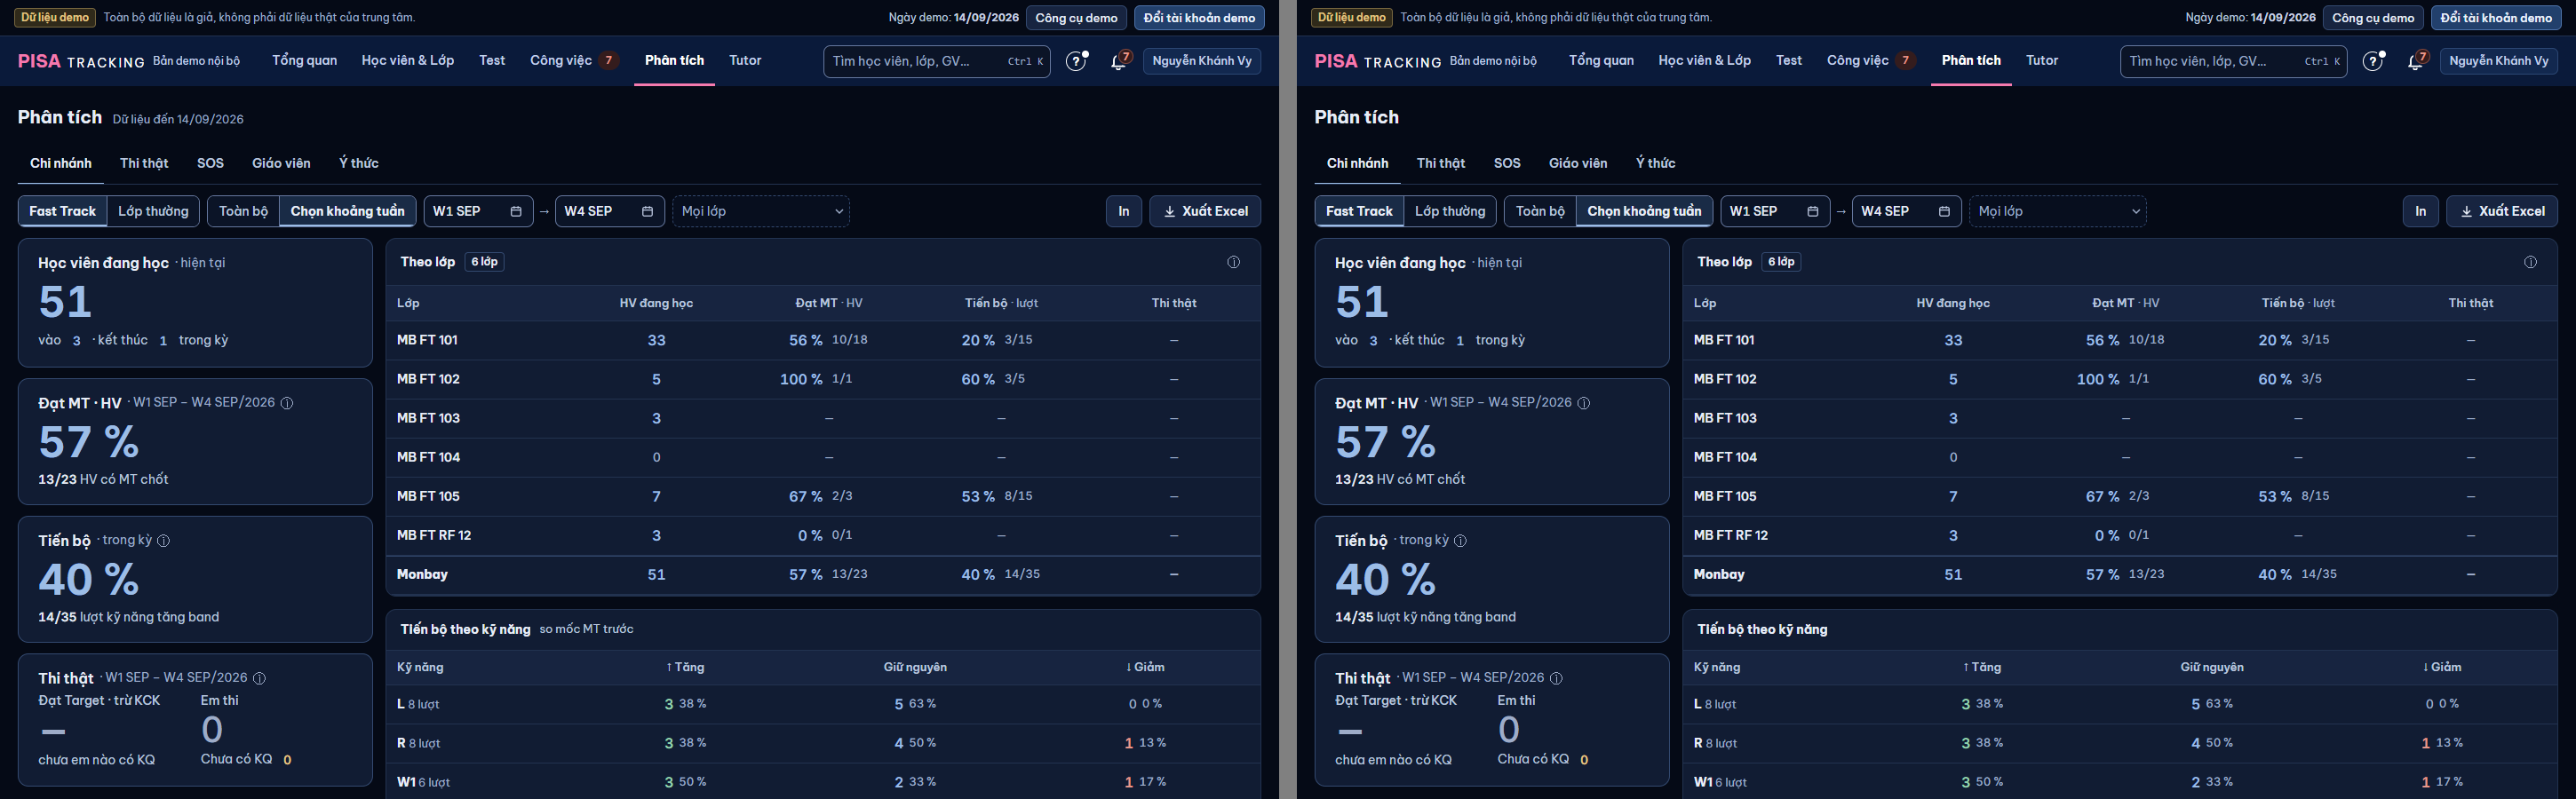 Dữ liệu demo Toàn bộ dữ liệu là giả, không phải dữ liệu thật của trung tâm. Ngày demo: 14/09/2026 Công cụ demo Đổi tài khoản demo
PISA TRACKING Bản demo nội bộ Tổng quan Học viên & Lớp Test Công việc 7 Phân tích Tutor Tìm học viên, lớp, GV... Ctrl K ? 7 Nguyễn Khánh Vy
Phân tích Dữ liệu đến 14/09/2026
Chi nhánh Thi thật SOS Giáo viên Ý thức
Fast Track Lớp thường Toàn bộ Chọn khoảng tuần W1 SEP → W4 SEP Mọi lớp In Xuất Excel
Học viên đang học · hiện tại
51
vào 3 · kết thúc 1 trong kỳ
Đạt MT · HV · W1 SEP – W4 SEP/2026
57 %
13/23 HV có MT chốt
Tiến bộ · trong kỳ
40 %
14/35 lượt kỹ năng tăng band
Thi thật · W1 SEP – W4 SEP/2026
Đạt Target · trừ KCK Em thi
– 0
chưa em nào có KQ Chưa có KQ 0
Theo lớp 6 lớp
Lớp HV đang học Đạt MT · HV Tiến bộ · lượt Thi thật
MB FT 101 33 56 % 10/18 20 % 3/15 –
MB FT 102 5 100 % 1/1 60 % 3/5 –
MB FT 103 3 – – –
MB FT 104 0 – – –
MB FT 105 7 67 % 2/3 53 % 8/15 –
MB FT RF 12 3 0 % 0/1 – –
Monbay 51 57 % 13/23 40 % 14/35 –
Tiến bộ theo kỹ năng so mốc MT trước
Kỹ năng ↑ Tăng Giữ nguyên ↓ Giảm
L 8 lượt 3 38 % 5 63 % 0 0 %
R 8 lượt 3 38 % 4 50 % 1 13 %
W1 6 lượt 3 50 % 2 33 % 1 17 %
Dữ liệu demo Toàn bộ dữ liệu là giả, không phải dữ liệu thật của trung tâm. Ngày demo: 14/09/2026 Công cụ demo Đổi tài khoản demo
PISA TRACKING Bản demo nội bộ Tổng quan Học viên & Lớp Test Công việc 7 Phân tích Tutor Tìm học viên, lớp, GV... Ctrl K ? 7 Nguyễn Khánh Vy
Phân tích
Chi nhánh Thi thật SOS Giáo viên Ý thức
Fast Track Lớp thường Toàn bộ Chọn khoảng tuần W1 SEP → W4 SEP Mọi lớp In Xuất Excel
Học viên đang học · hiện tại
51
vào 3 · kết thúc 1 trong kỳ
Đạt MT · HV · W1 SEP – W4 SEP/2026
57 %
13/23 HV có MT chốt
Tiến bộ · trong kỳ
40 %
14/35 lượt kỹ năng tăng band
Thi thật · W1 SEP – W4 SEP/2026
Đạt Target · trừ KCK Em thi
– 0
chưa em nào có KQ Chưa có KQ 0
Theo lớp 6 lớp
Lớp HV đang học Đạt MT · HV Tiến bộ · lượt Thi thật
MB FT 101 33 56 % 10/18 20 % 3/15 –
MB FT 102 5 100 % 1/1 60 % 3/5 –
MB FT 103 3 – – –
MB FT 104 0 – – –
MB FT 105 7 67 % 2/3 53 % 8/15 –
MB FT RF 12 3 0 % 0/1 – –
Monbay 51 57 % 13/23 40 % 14/35 –
Tiến bộ theo kỹ năng
Kỹ năng ↑ Tăng Giữ nguyên ↓ Giảm
L 8 lượt 3 38 % 5 63 % 0 0 %
R 8 lượt 3 38 % 4 50 % 1 13 %
W1 6 lượt 3 50 % 2 33 % 1 17 %